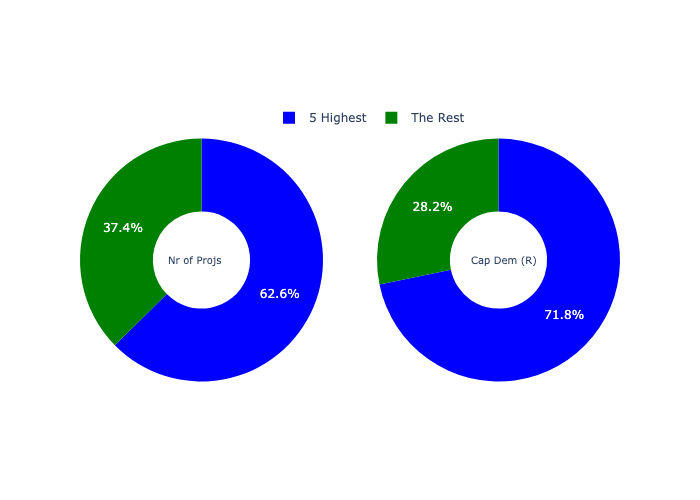 5 Highest
The Rest
37.4%
Nr of Projs
62.6%
28.2%
Cap Dem (R)
71.8%